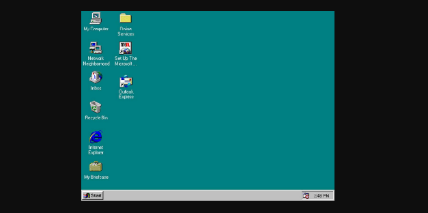 My Computer
Online
Services
Network
Neighborhood
Set Up The
Microsoft...
Inbox
Outlook
Express
Recycle Bin
Internet
Explorer
My Briefcase
Start